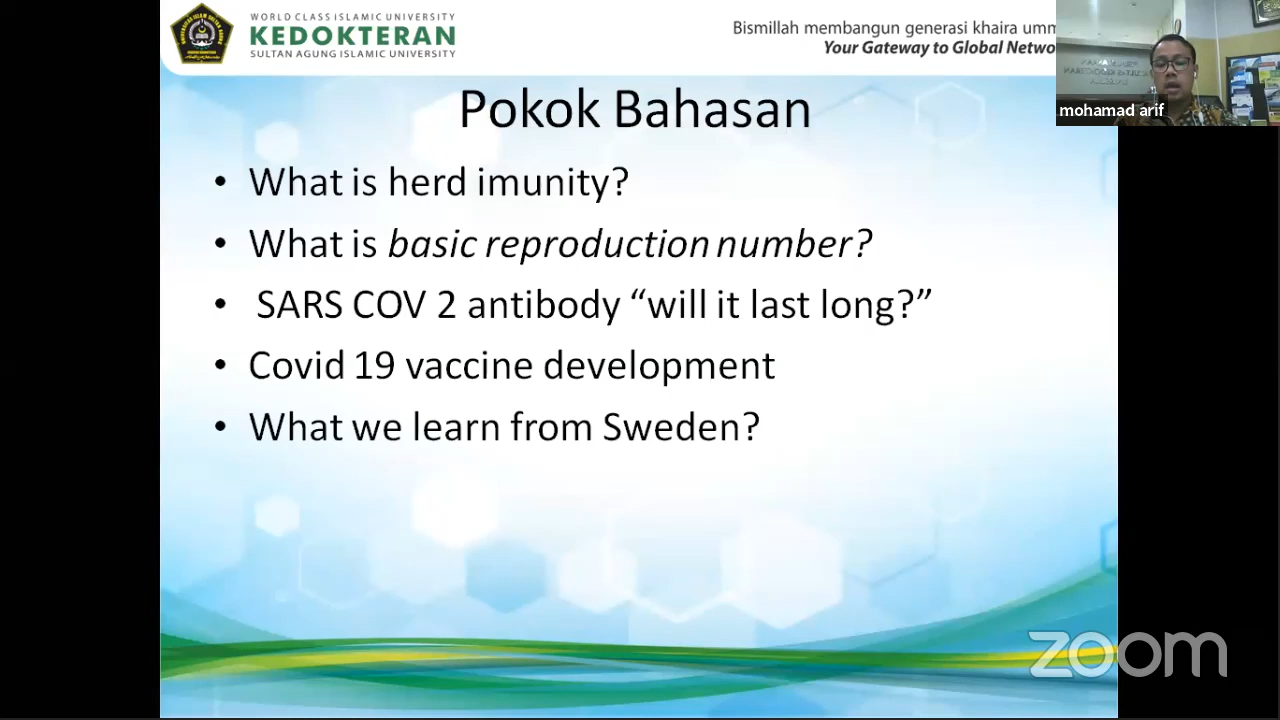 WORLD CLASS ISLAMIC UNIVERSITY
KEDOKTERAN
SULTAN AGUNG ISLAMIC UNIVERSITY
Bismillah membangun generasi khaira
Your Gateway to Global
mohamad arif
Pokok Bahasan
• What is herd imunity?
• What is basic reproduction number?
• SARS COV 2 antibody “will it last long?”
• Covid 19 vaccine development
• What we learn from Sweden?
zoom